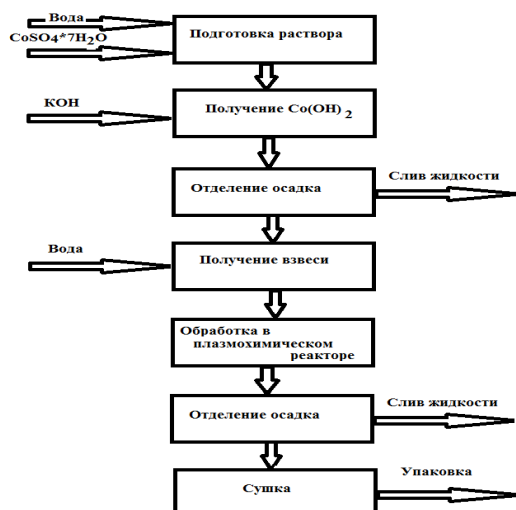 Вода
CoSO4*7H2O
Подготовка раствора
КОН
Получение Co(OH) 2
Отделение осадка
Слив жидкости
Вода
Получение взвеси
Обработка в
плазмохимическом
реакторе
Отделение осадка
Слив жидкости
Сушка
Упаковка